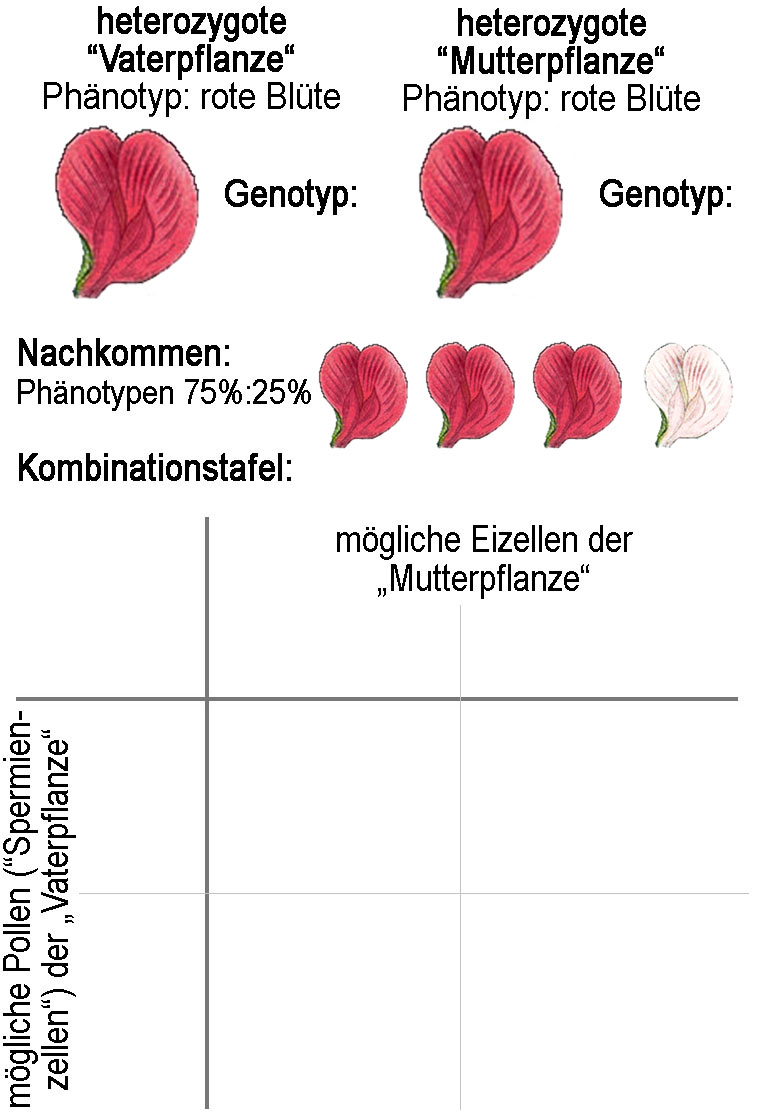 heterozygote
“Vaterpflanze“
Phänotyp: rote Blüte
Genotyp:
heterozygote
“Mutterpflanze“
Phänotyp: rote Blüte
Genotyp:
Nachkommen:
Phänotypen 75%:25%
Kombinationstafel:
mögliche Eizellen der
„Mutterpflanze“
mögliche Pollen (“Spermien-
zellen“) der „Vaterpflanze“